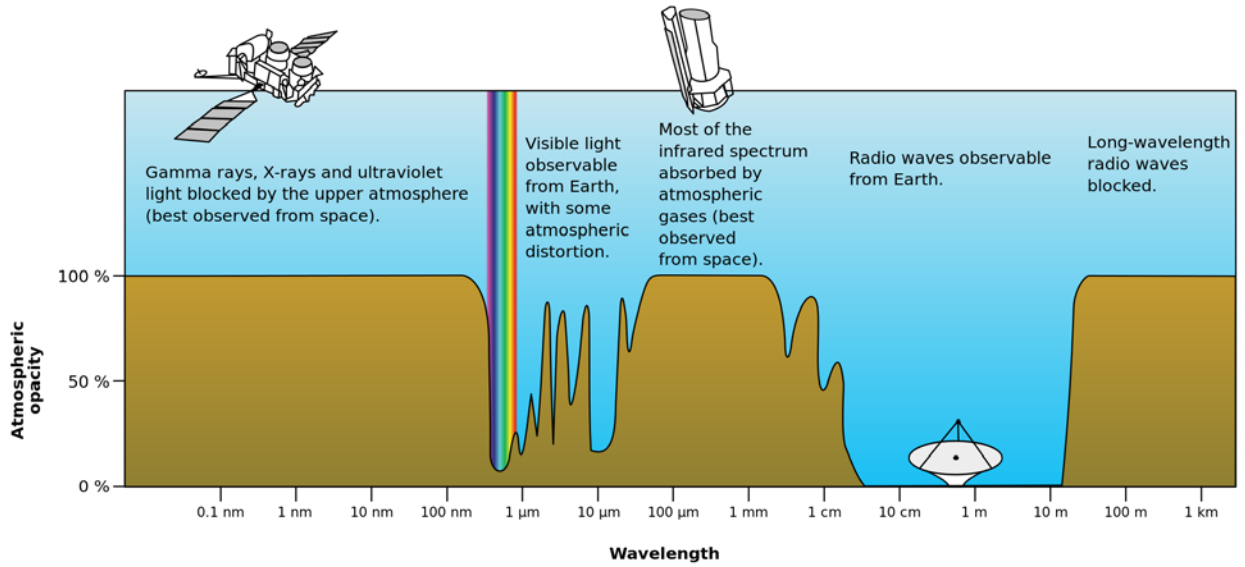 Gamma rays, X-rays and ultraviolet
light blocked by the upper atmosphere
(best observed from space).
Visible light
observable
from Earth,
with some
atmospheric
distortion.
Most of the
infrared spectrum
absorbed by
atmospheric
gases (best
observed
from space).
Radio waves observable
from Earth.
Long-wavelength
radio waves
blocked.
Atmospheric
opacity
100 %
50 %
0 %
0.1 nm
1 nm
10 nm
100 nm
1 μm
10 μm
100 μm
1 mm
1 cm
10 cm
1 m
10 m
100 m
1 km
Wavelength